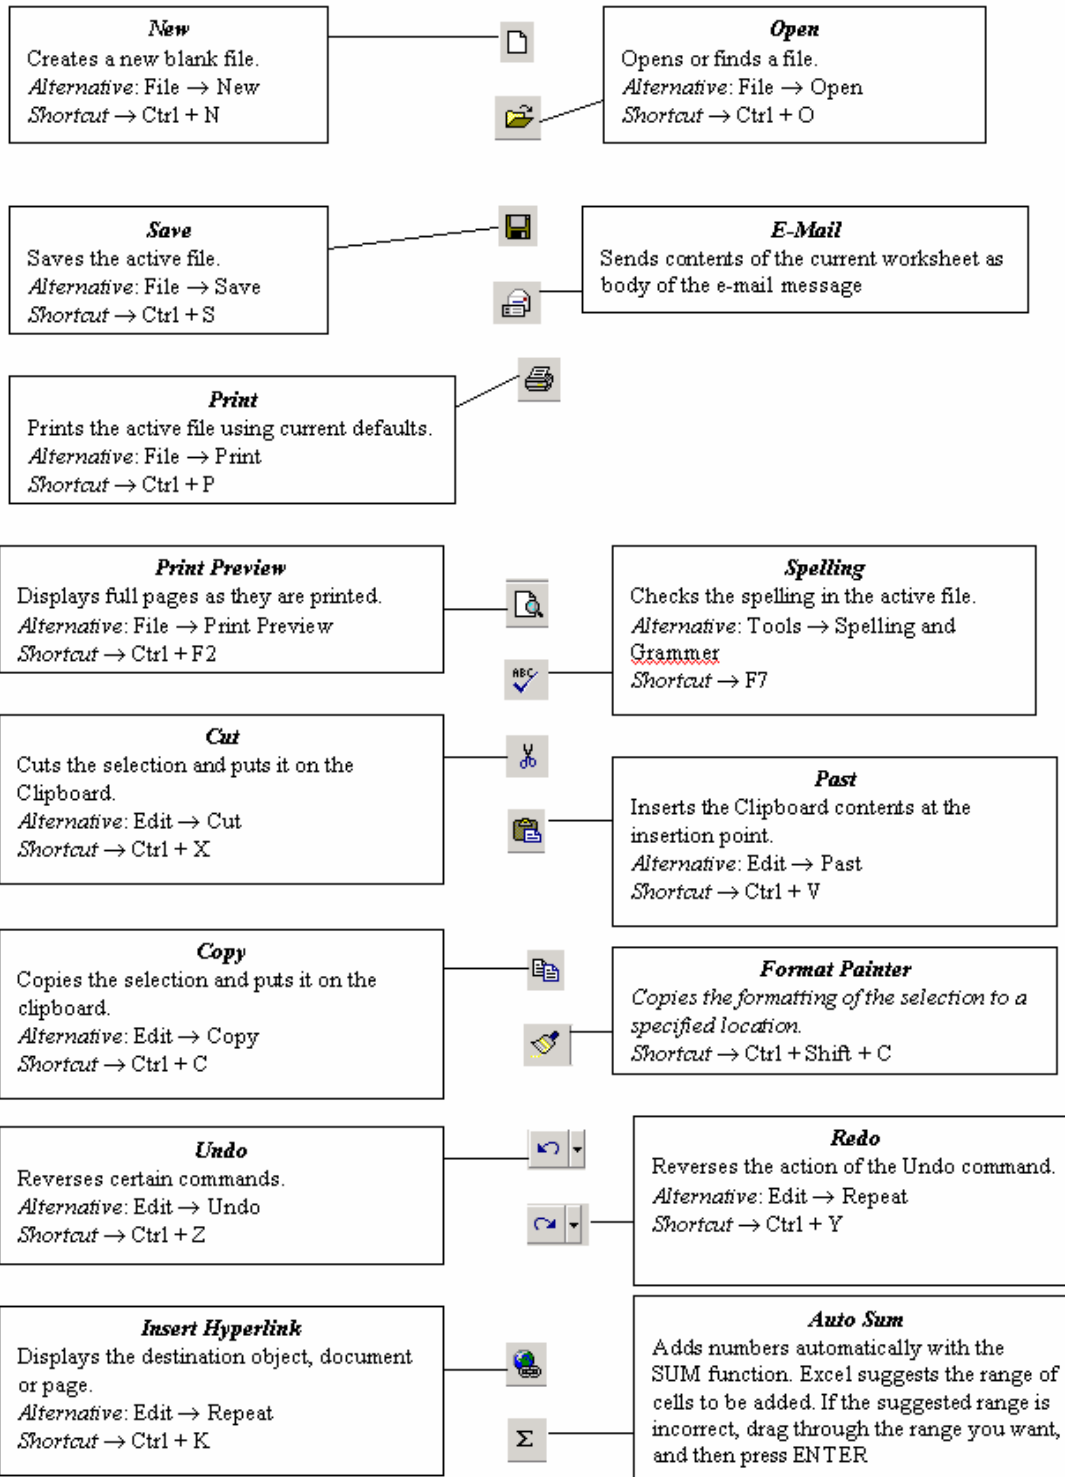 New
Creates a new blank file.
Alternative: File → New
Shortcut → Ctrl + N
Open
Opens or finds a file.
Alternative: File → Open
Shortcut → Ctrl + O
Save
Saves the active file.
Alternative: File → Save
Shortcut → Ctrl + S
E-Mail
Sends contents of the current worksheet as
body of the e-mail message
Print
Prints the active file using current defaults.
Alternative: File → Print
Shortcut → Ctrl + P
Print Preview
Displays full pages as they are printed.
Alternative: File → Print Preview
Shortcut → Ctrl + F2
Spelling
Checks the spelling in the active file.
Alternative: Tools → Spelling and
Grammer
Shortcut → F7
ABC
Cut
Cuts the selection and puts it on the
Clipboard.
Alternative: Edit → Cut
Shortcut → Ctrl + X
Past
Inserts the Clipboard contents at the
insertion point.
Alternative: Edit → Past
Shortcut → Ctrl + V
Copy
Copies the selection and puts it on the
clipboard.
Alternative: Edit → Copy
Shortcut → Ctrl + C
Format Painter
Copies the formatting of the selection to a
specified location.
Shortcut → Ctrl + Shift + C
Undo
Reverses certain commands.
Alternative: Edit → Undo
Shortcut → Ctrl + Z
Redo
Reverses the action of the Undo command.
Alternative: Edit → Repeat
Shortcut → Ctrl + Y
Insert Hyperlink
Displays the destination object, document
or page.
Alternative: Edit → Repeat
Shortcut → Ctrl + K
Σ
Auto Sum
Adds numbers automatically with the
SUM function. Excel suggests the range of
cells to be added. If the suggested range is
incorrect, drag through the range you want,
and then press ENTER